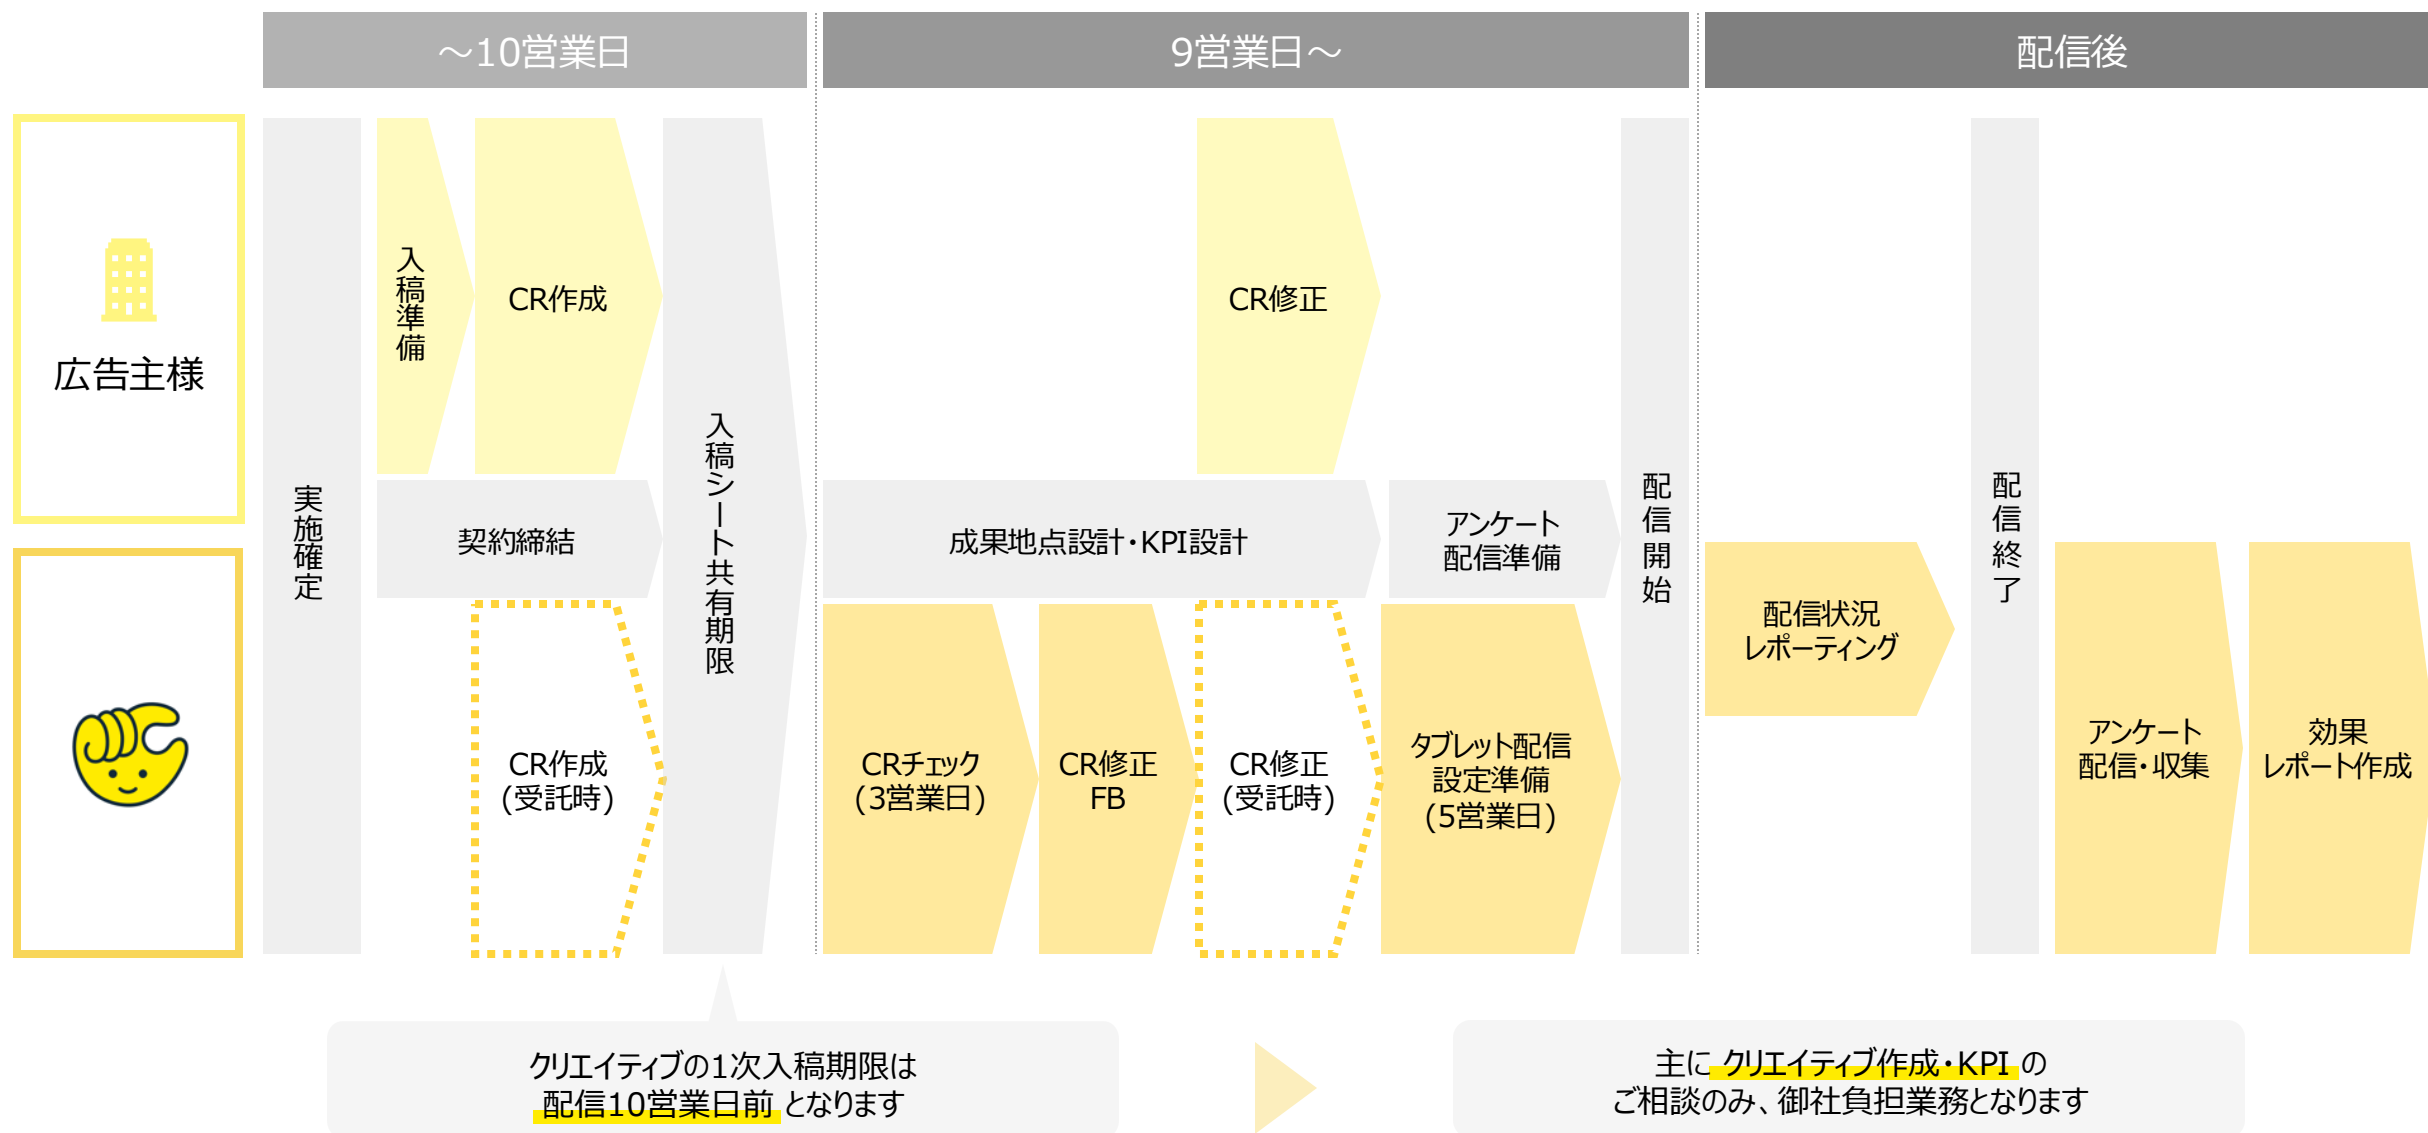 ～10営業日
9営業日～
配信後
広告主様
実施確定
入稿準備
CR作成
契約締結
CR作成
(受託時)
入稿シート共有期限
CR修正
成果地点設計・KPI設計
アンケート
配信準備
CRチェック
(3営業日)
CR修正
FB
CR修正
(受託時)
タブレット配信
設定準備
(5営業日)
配信開始
配信状況
レポーティング
配信終了
アンケート
配信・収集
効果
レポート作成
クリエイティブの1次入稿期限は
配信10営業日前 となります
主に クリエイティブ作成・KPI の
ご相談のみ、御社負担業務となります